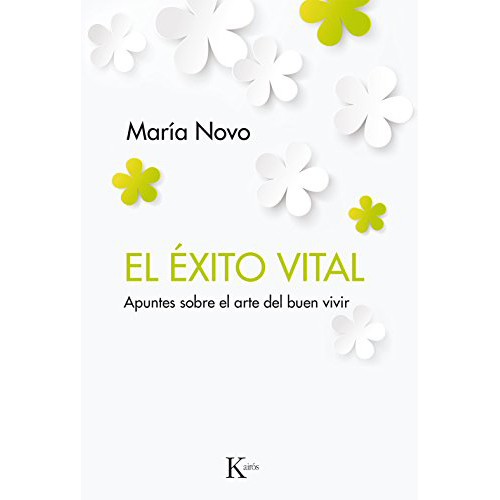 María Novo
EL ÉXITO VITAL
Apuntes sobre el arte del buen vivir
Kairós